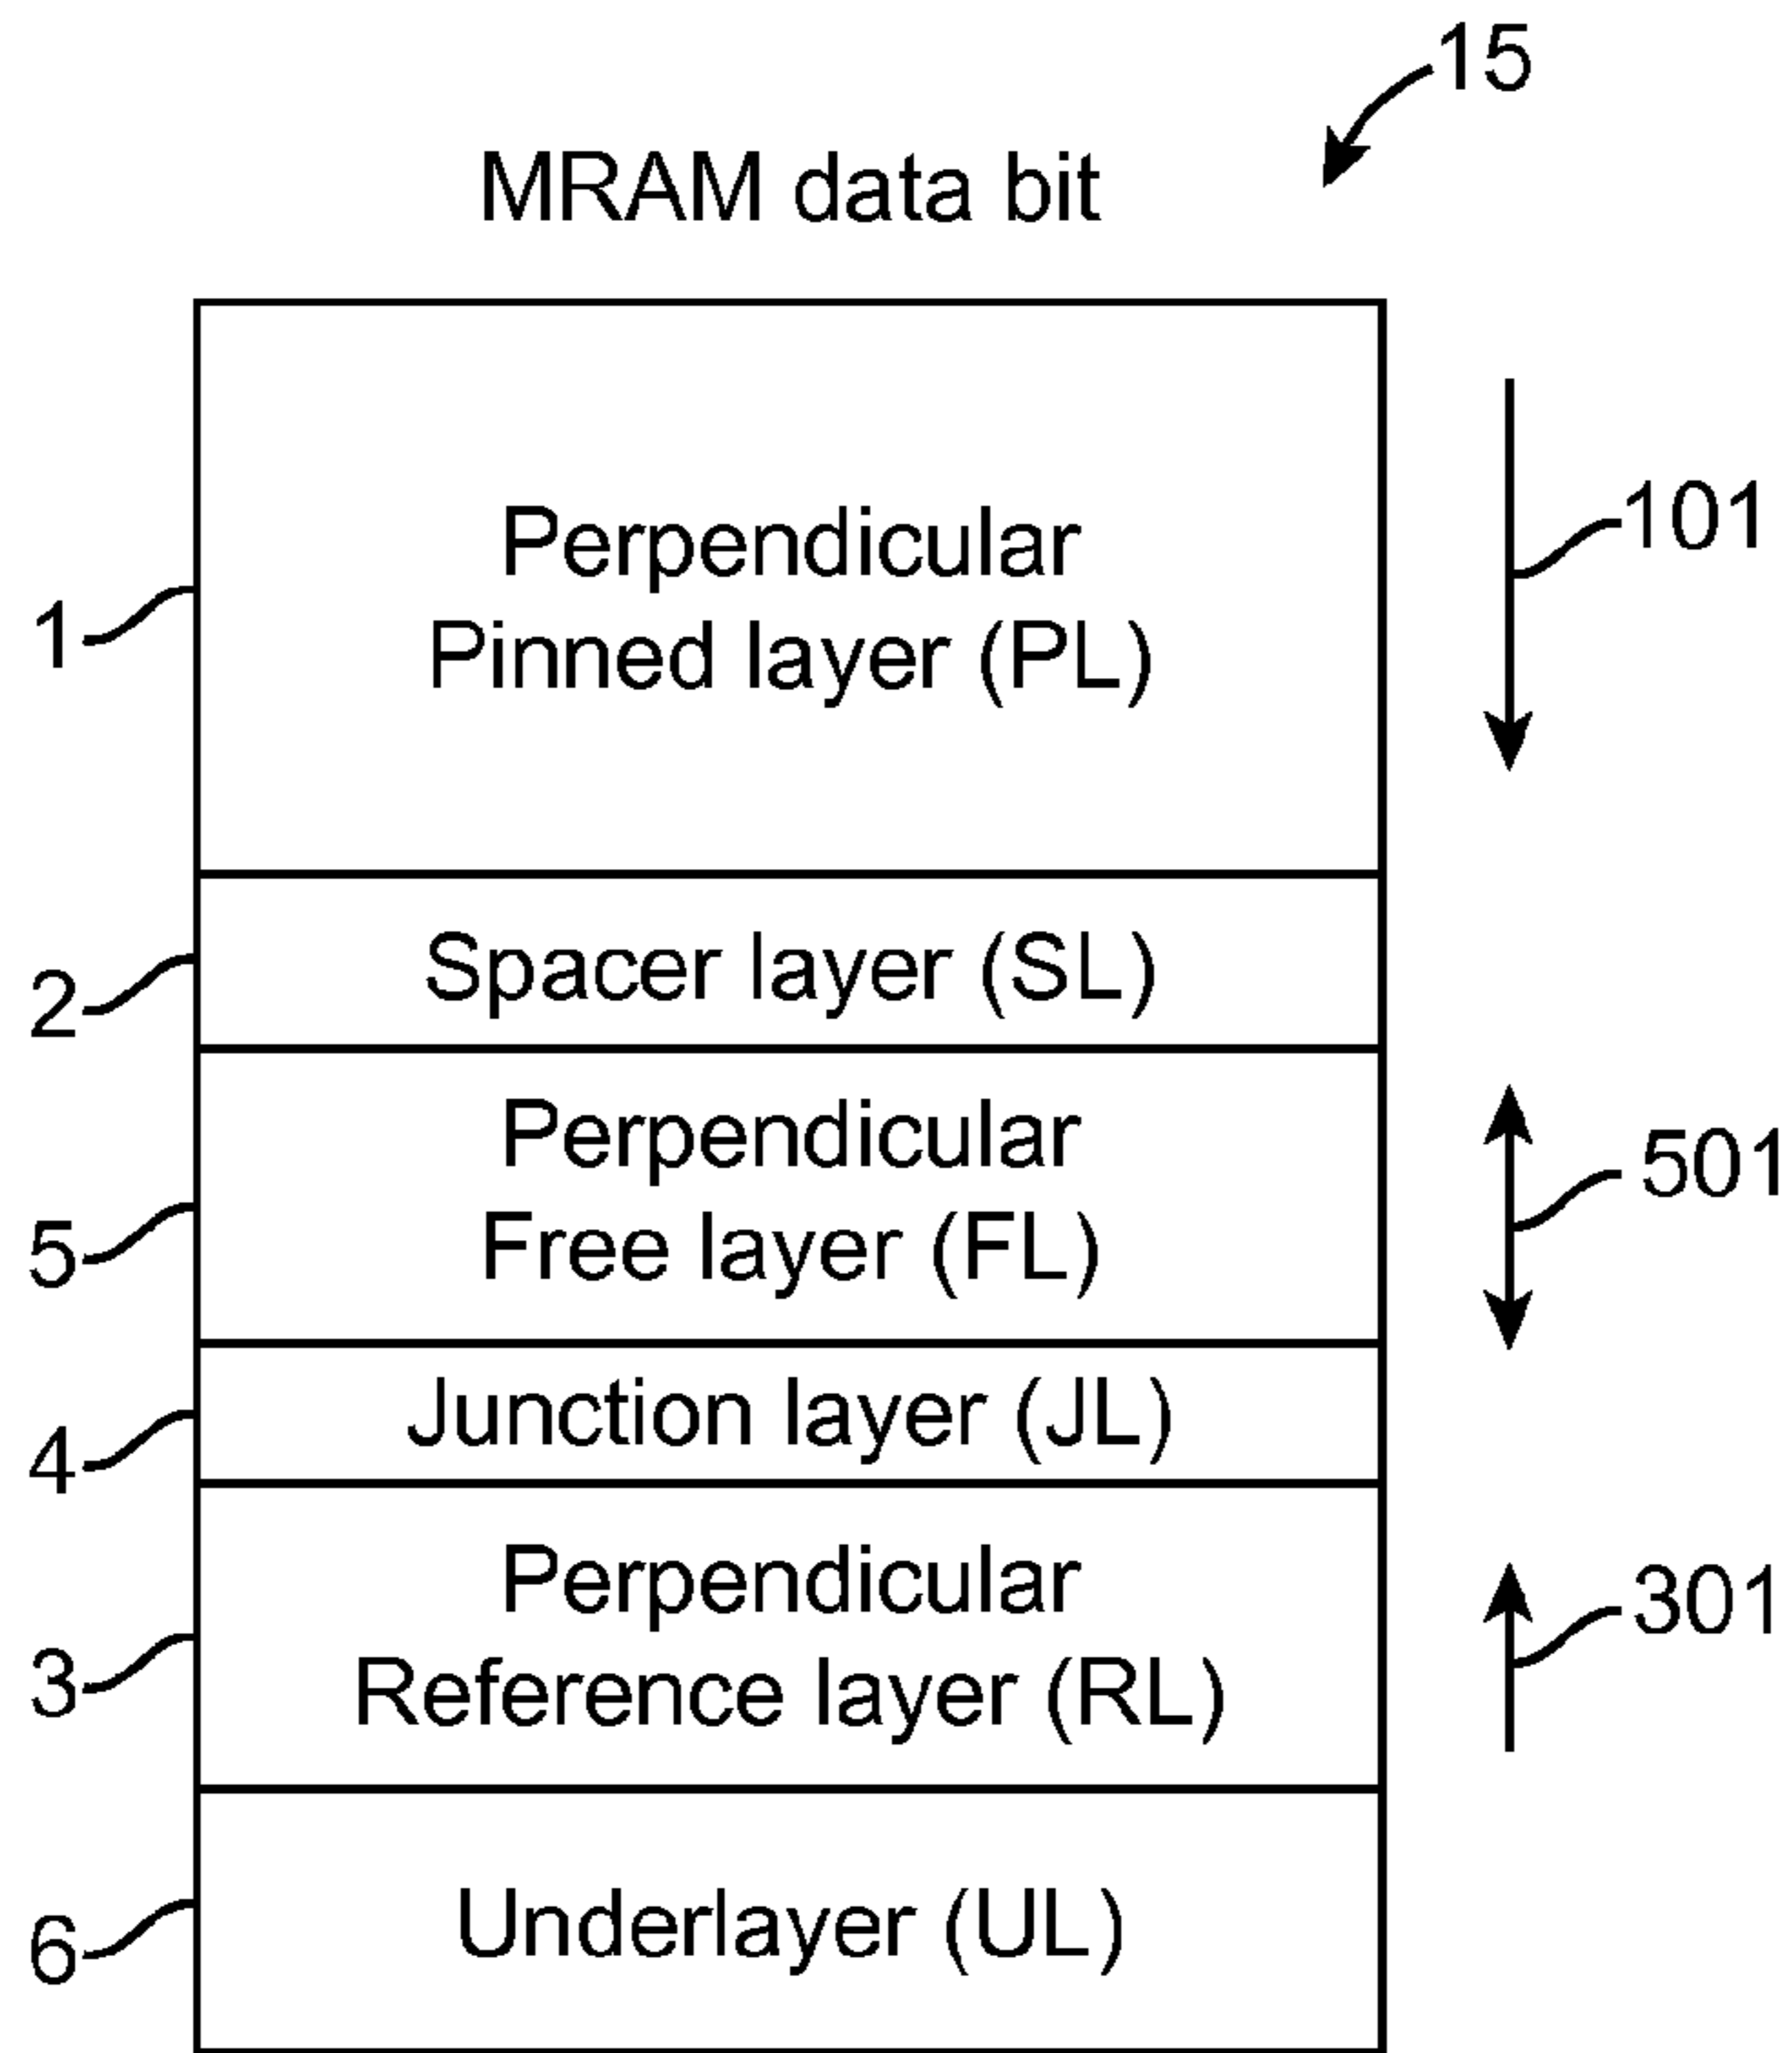 15
MRAM data bit
101
Perpendicular
Pinned layer (PL)
1
Spacer layer (SL)
2
Perpendicular
Free layer (FL)
501
5
Junction layer (JL)
4
Perpendicular
Reference layer (RL)
301
3
Underlayer (UL)
6